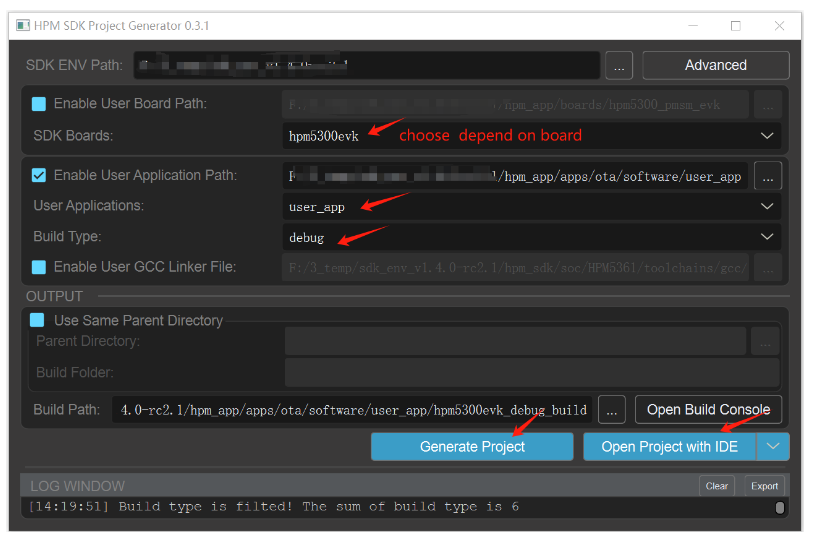 HPM SDK Project Generator 0.3.1
SDK ENV Path: ... Advanced
Enable User Board Path: /hpm_app/boards/hpm5300_pmsm_evk ...
SDK Boards: hpm5300evk choose depend on board
Enable User Application Path: /hpm_app/apps/ota/software/user_app ...
User Applications: user_app
Build Type: debug
Enable User GCC Linker File: F:/3_temp/sdk_env_v1.4.0-rc2.1/hpm_sdk/soc/HPM5361/toolchains/gcc/ ...
OUTPUT
Use Same Parent Directory
Parent Directory: ...
Build Folder:
Build Path: 4.0-rc2.1/hpm_app/apps/ota/software/user_app/hpm5300evk_debug_build ... Open Build Console
Generate Project Open Project with IDE
LOG WINDOW Clear Export
[14:19:51] Build type is filted! The sum of build type is 6